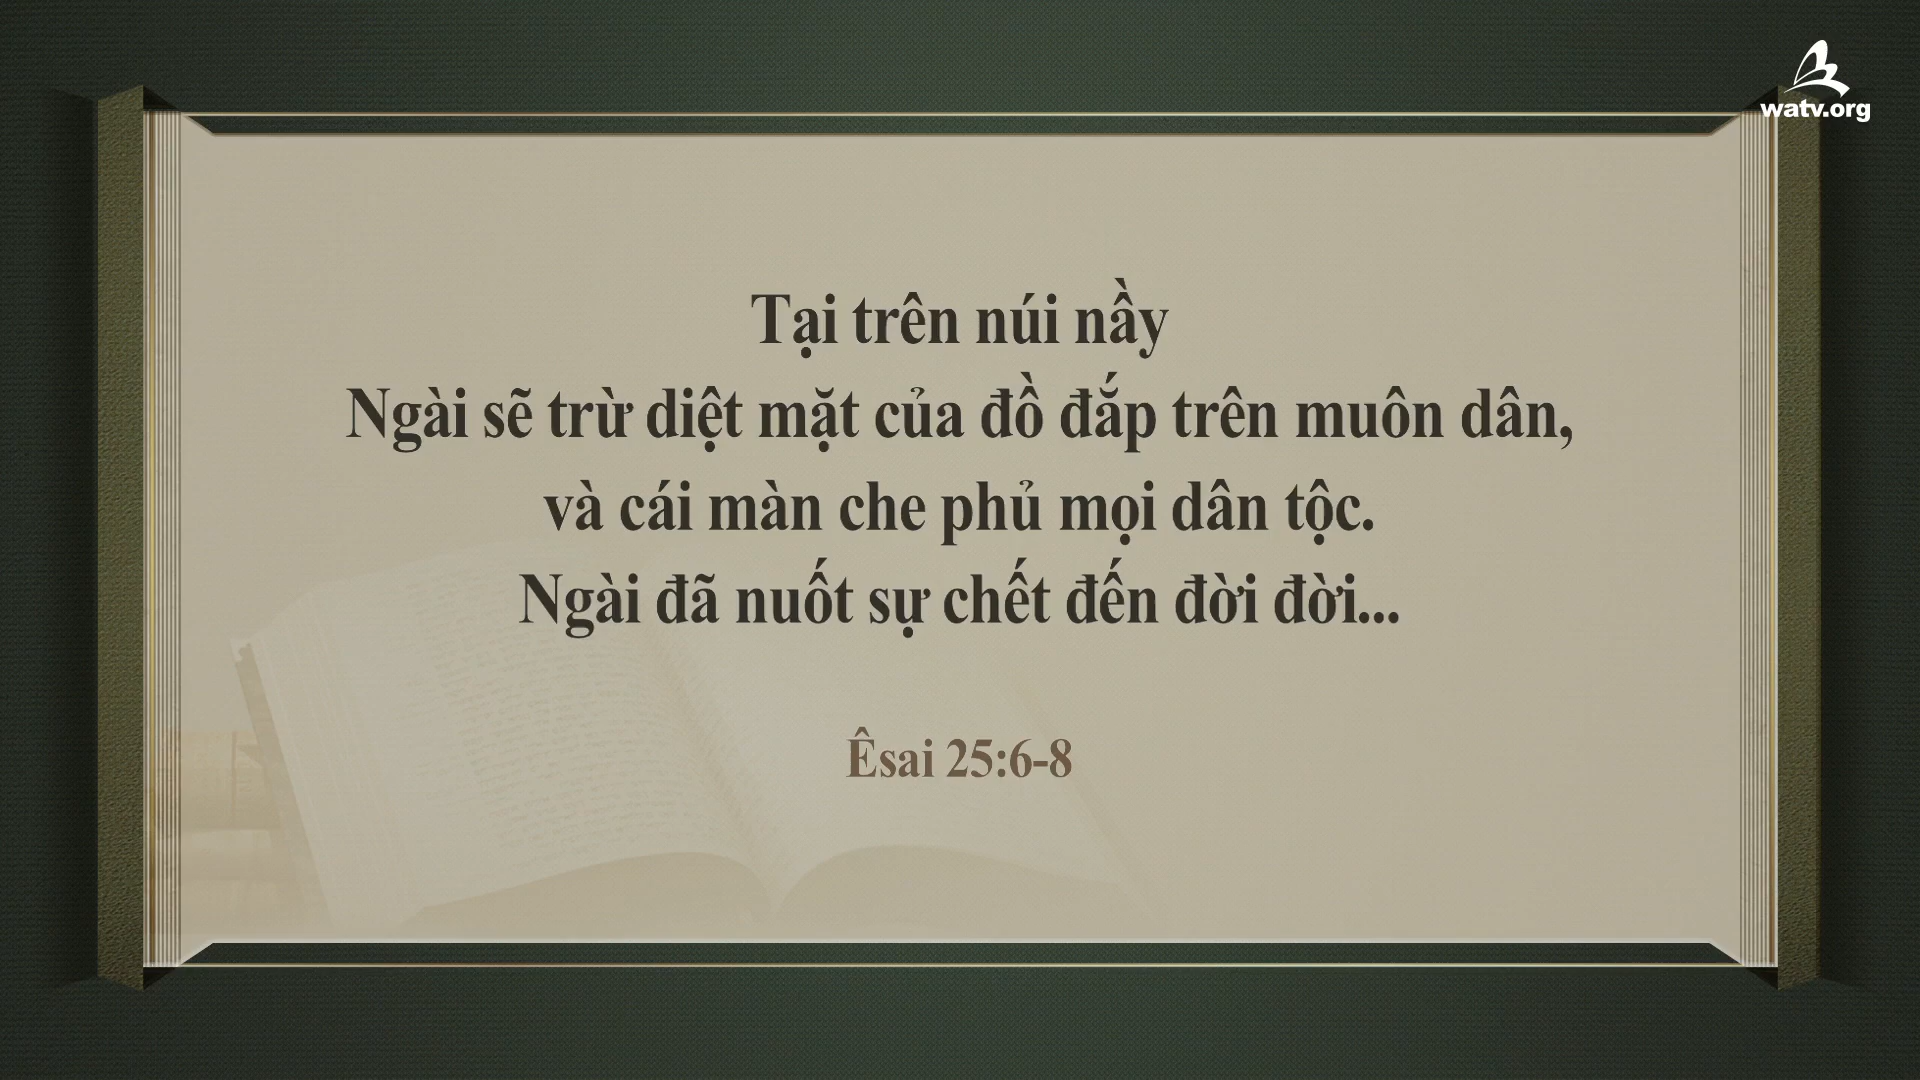 watv.org
Tại trên núi nầy
Ngài sẽ trừ diệt mặt của đồ đắp trên muôn dân,
và cái màn che phủ mọi dân tộc.
Ngài đã nuốt sự chết đến đời đời...
Êsai 25:6-8